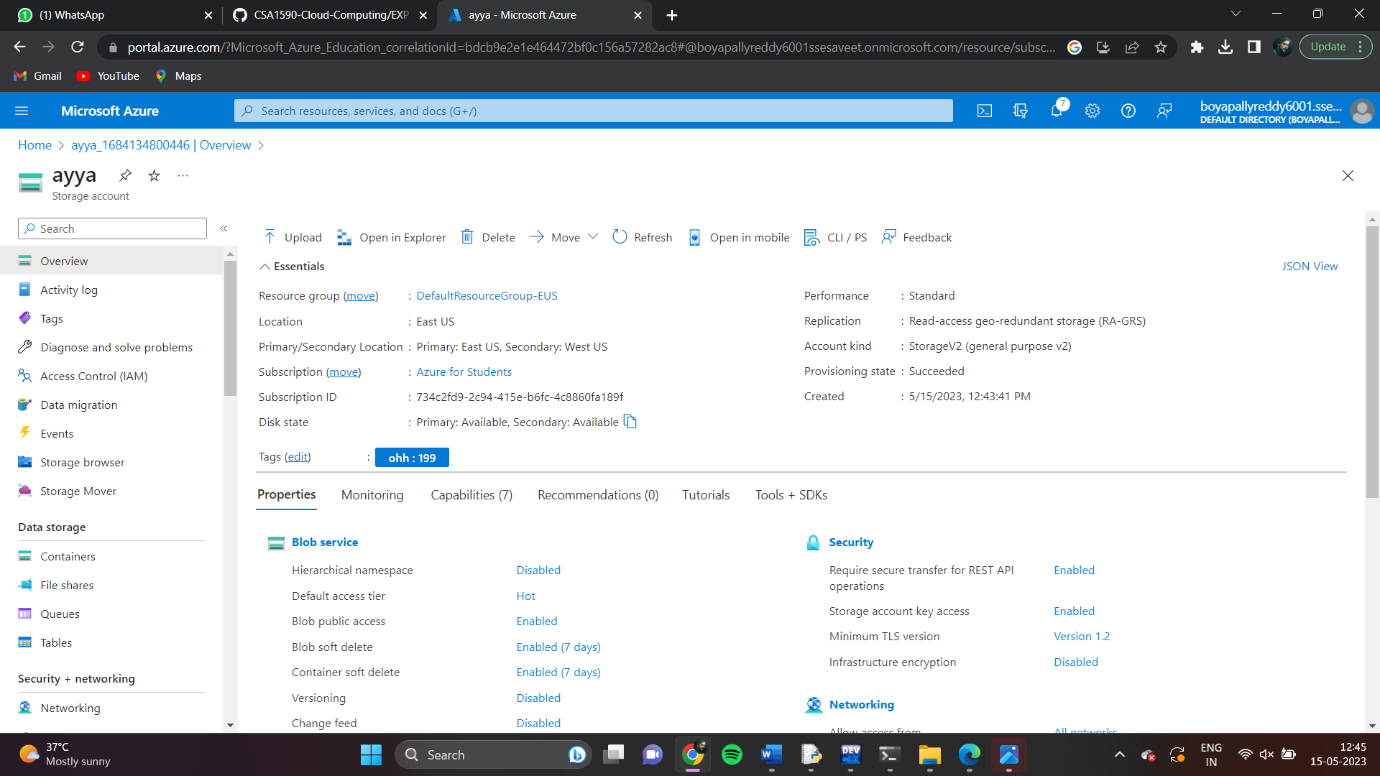 (1) WhatsApp
CSA1590-Cloud-Computing/EXP
ayya - Microsoft Azure
portal.azure.com/?Microsoft_Azure_Education_correlationId=bdcb9e2e1e464472bf0c156a57282ac8#@boyapallyreddy6001ssesaveet.onmicrosoft.com/resource/subsc...
Update
Gmail YouTube Maps
Microsoft Azure
Search resources, services, and docs (G+/)
7
boyapallyreddy6001.sse...
DEFAULT DIRECTORY (BOYAPALL...
Home > ayya_1684134800446 | Overview >
ayya
...
Storage account
Search
«
Overview
Activity log
Tags
Diagnose and solve problems
Access Control (IAM)
Data migration
Events
Storage browser
Storage Mover
Data storage
Containers
File shares
Queues
Tables
Security + networking
Networking
Upload Open in Explorer Delete Move Refresh Open in mobile CLI / PS Feedback
Essentials
JSON View
Resource group (move) : DefaultResourceGroup-EUS
Location : East US
Primary/Secondary Location : Primary: East US, Secondary: West US
Subscription (move) : Azure for Students
Subscription ID : 734c2fd9-2c94-415e-b6fc-4c8860fa189f
Disk state : Primary: Available, Secondary: Available
Performance : Standard
Replication : Read-access geo-redundant storage (RA-GRS)
Account kind : StorageV2 (general purpose v2)
Provisioning state : Succeeded
Created : 5/15/2023, 12:43:41 PM
Tags (edit) : ohh : 199
Properties Monitoring Capabilities (7) Recommendations (0) Tutorials Tools + SDKs
Blob service
Hierarchical namespace Disabled
Default access tier Hot
Blob public access Enabled
Blob soft delete Enabled (7 days)
Container soft delete Enabled (7 days)
Versioning Disabled
Change feed Disabled
Security
Require secure transfer for REST API Enabled
operations
Storage account key access Enabled
Minimum TLS version Version 1.2
Infrastructure encryption Disabled
Networking
Allow access from All networks
37°C
Mostly sunny
Search
DEV
ENG
IN
12:45
15-05-2023